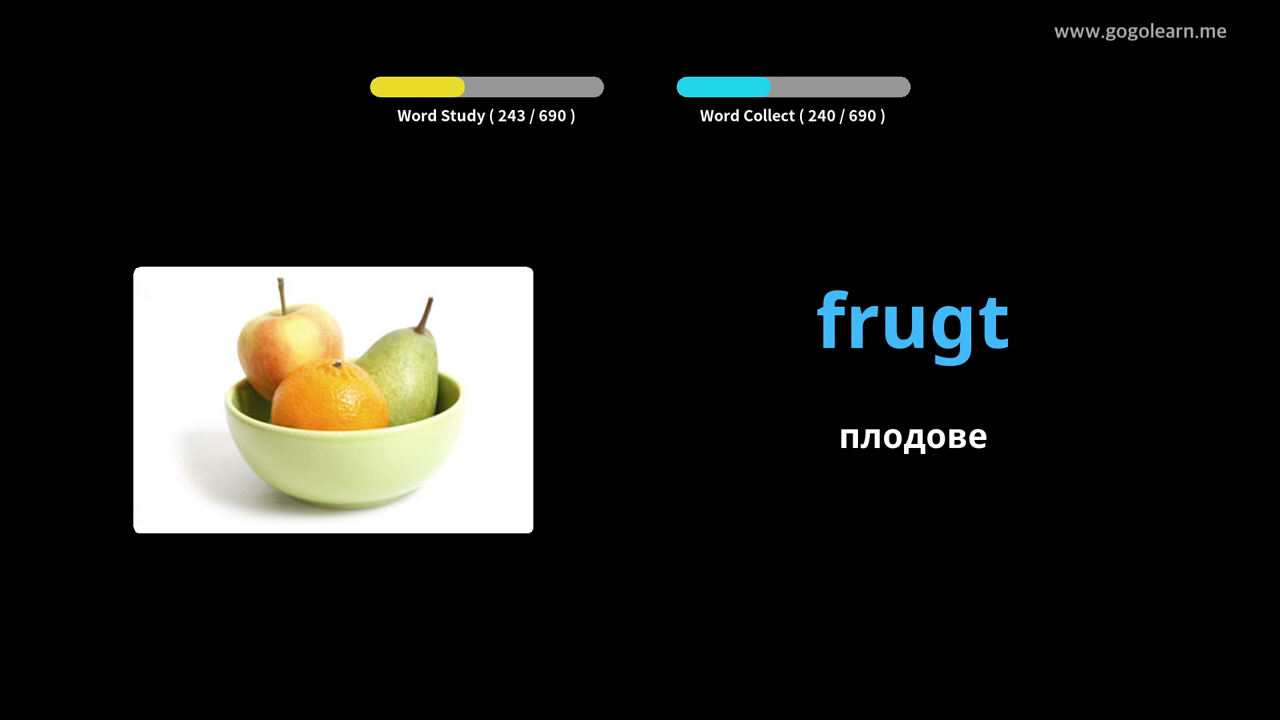 www.gogolearn.me
Word Study ( 243 / 690 )
Word Collect ( 240 / 690 )
frugt
плодове